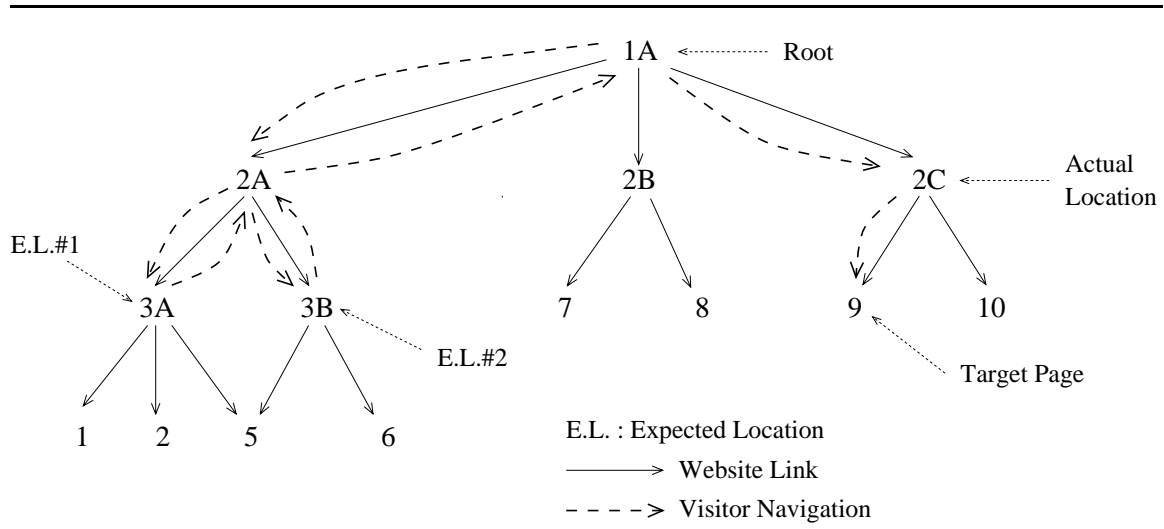 1A
Root
2A
2B
2C
Actual
Location
E.L.#1
3A
3B
7
8
9
10
E.L.#2
Target Page
1
2
5
6
E.L. : Expected Location
Website Link
Visitor Navigation